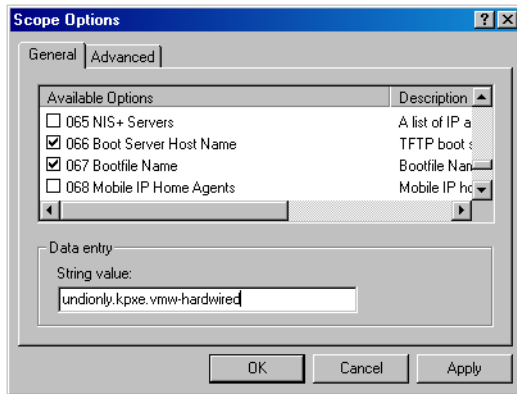 Scope Options
General Advanced
Available Options Description
065 NIS+ Servers A list of IP a
066 Boot Server Host Name TFTP boot s
067 Bootfile Name Bootfile Nam
068 Mobile IP Home Agents Mobile IP ho
Data entry
String value:
undionly.kpxe.vmw-hardwired
OK Cancel Apply